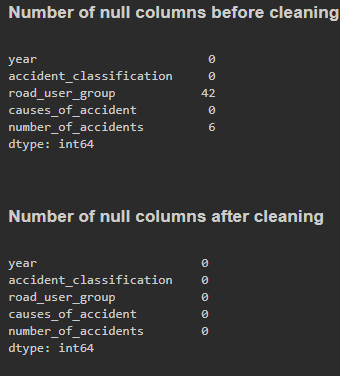 Number of null columns before cleaning
year 0
accident_classification 0
road_user_group 42
causes_of_accident 0
number_of_accidents 6
dtype: int64
Number of null columns after cleaning
year 0
accident_classification 0
road_user_group 0
causes_of_accident 0
number_of_accidents 0
dtype: int64